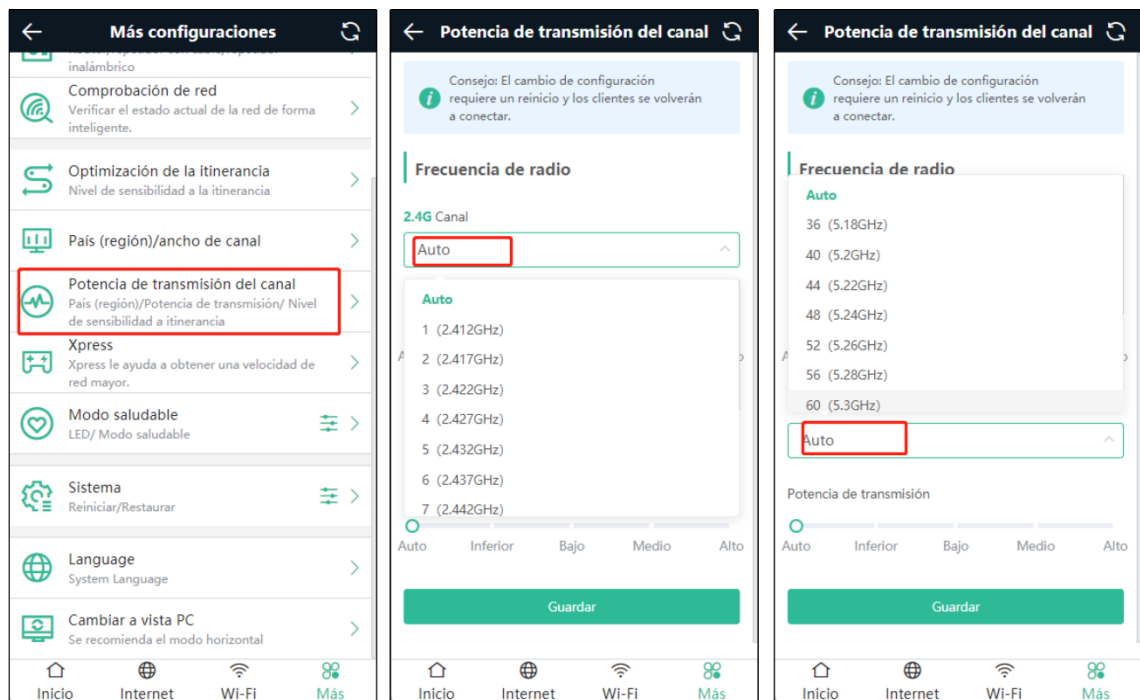 Más configuraciones
inalámbrico
Comprobación de red
Verificar el estado actual de la red de forma
inteligente.
Optimización de la itinerancia
Nivel de sensibilidad a la itinerancia
País (región)/ancho de canal
Potencia de transmisión del canal
País (región)/Potencia de transmisión/ Nivel
de sensibilidad a itinerancia
Xpress
Xpress le ayuda a obtener una velocidad de
red mayor.
Modo saludable
LED/ Modo saludable
Sistema
Reiniciar/Restaurar
Language
System Language
Cambiar a vista PC
Se recomienda el modo horizontal
Inicio Internet Wi-Fi Más
Potencia de transmisión del canal
Consejo: El cambio de configuración
requiere un reinicio y los clientes se volverán
a conectar.
Frecuencia de radio
2.4G Canal
Auto
Auto
1 (2.412GHz)
2 (2.417GHz)
3 (2.422GHz)
4 (2.427GHz)
5 (2.432GHz)
6 (2.437GHz)
7 (2.442GHz)
Auto Inferior Bajo Medio Alto
Guardar
Inicio Internet Wi-Fi Más
Potencia de transmisión del canal
Consejo: El cambio de configuración
requiere un reinicio y los clientes se volverán
a conectar.
Frecuencia de radio
Auto
36 (5.18GHz)
40 (5.2GHz)
44 (5.22GHz)
48 (5.24GHz)
52 (5.26GHz)
56 (5.28GHz)
60 (5.3GHz)
Auto
Potencia de transmisión
Auto Inferior Bajo Medio Alto
Guardar
Inicio Internet Wi-Fi Más